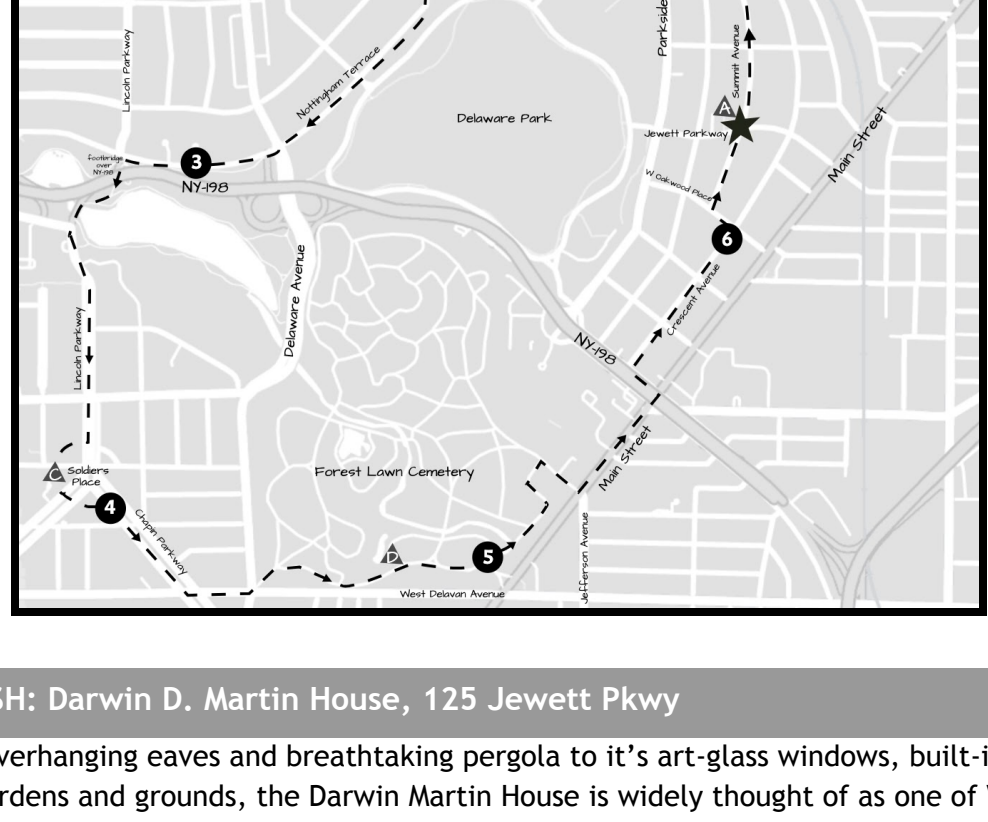 Parkside
Summit Avenue
Lincoln Parkway
Nottingham Terrace
A
Delaware Park
Jewett Parkway
Main Street
footbridge
over
NY-198
3
NY-198
W Oakwood Place
6
Delaware Avenue
Crescent Avenue
Lincoln Parkway
NY-198
C
Soldiers
Place
Forest Lawn Cemetery
Main Street
4
Chapin Parkway
D
5
Jefferson Avenue
West Delavan Avenue
SH: Darwin D. Martin House, 125 Jewett Pkwy
verhanging eaves and breathtaking pergola to it’s art-glass windows, built-i
rdens and grounds, the Darwin Martin House is widely thought of as one of